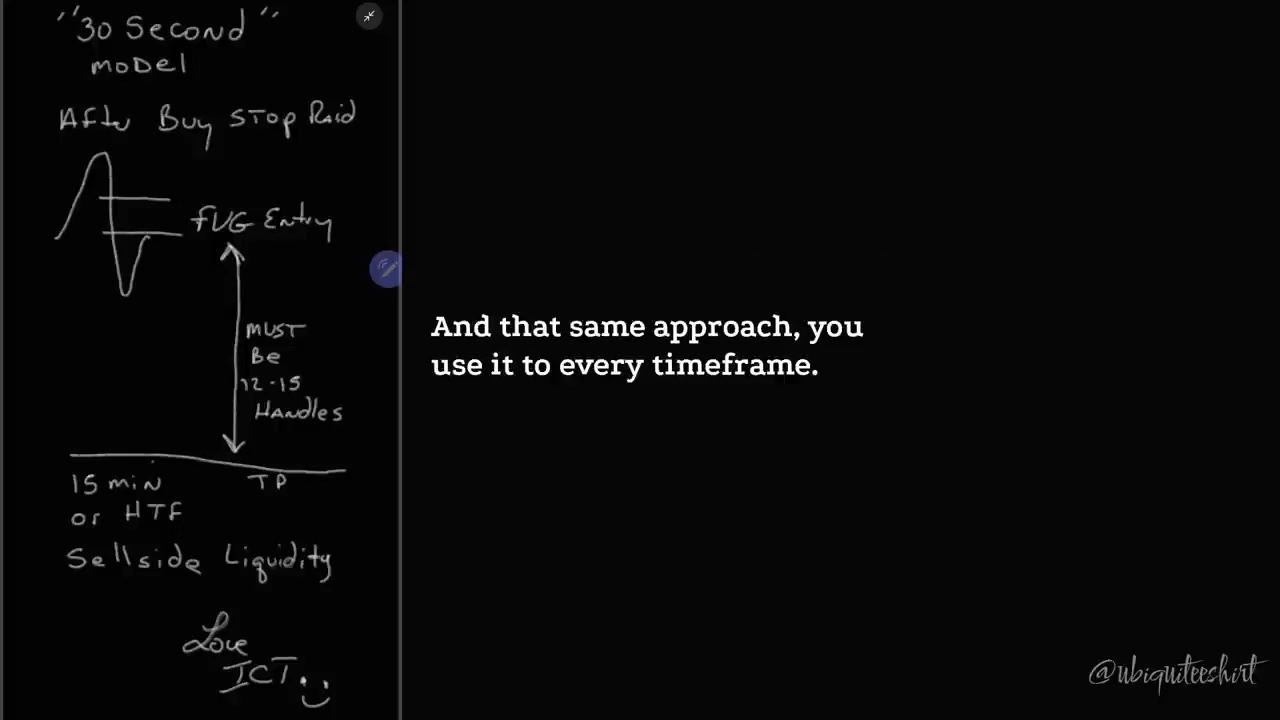 "30 Second"
model
After Buy Stop Raid
FVG Entry
MUST
Be
12-15
HANdles
15 min
TP
or HTF
Sellside Liquidity
Love
ICT
And that same approach, you
use it to every timeframe.
@ubiquiteeshirt